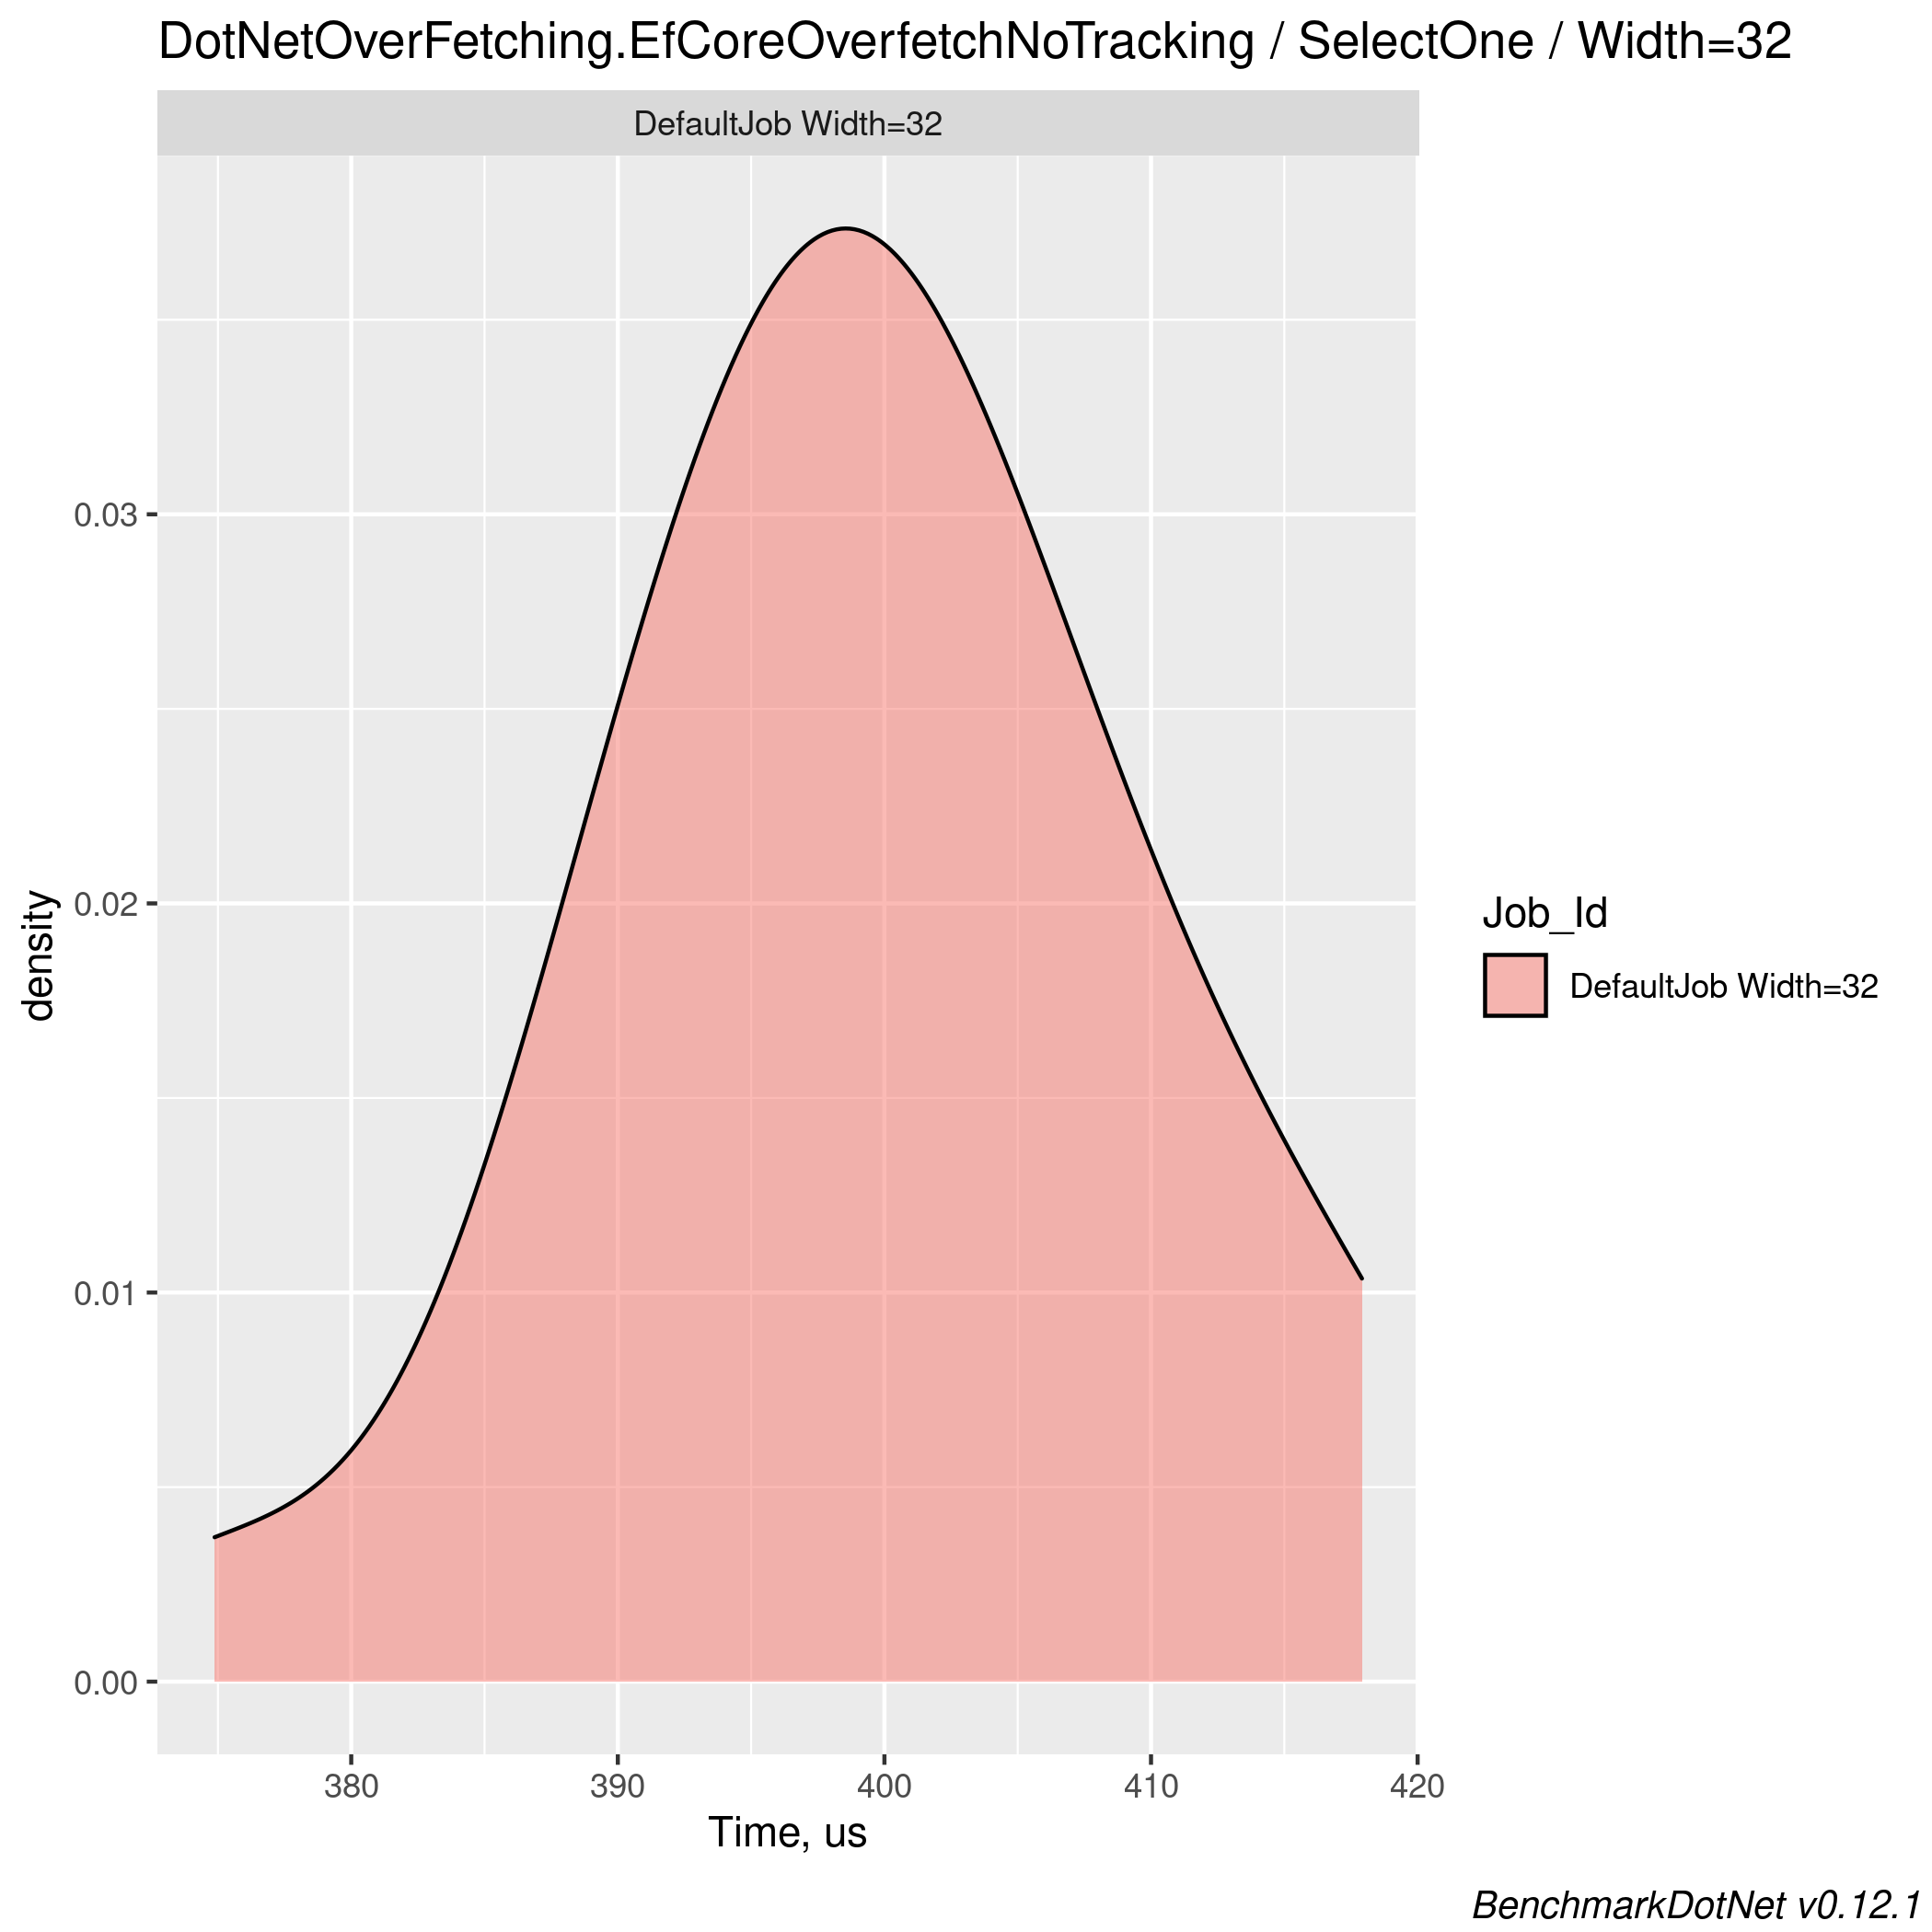 DotNetOverFetching.EfCoreOverfetchNoTracking / SelectOne / Width=32
DefaultJob Width=32
0.03
0.02
0.01
0.00
density
380 390 400 410 420
Time, us
Job_Id
DefaultJob Width=32
BenchmarkDotNet v0.12.1